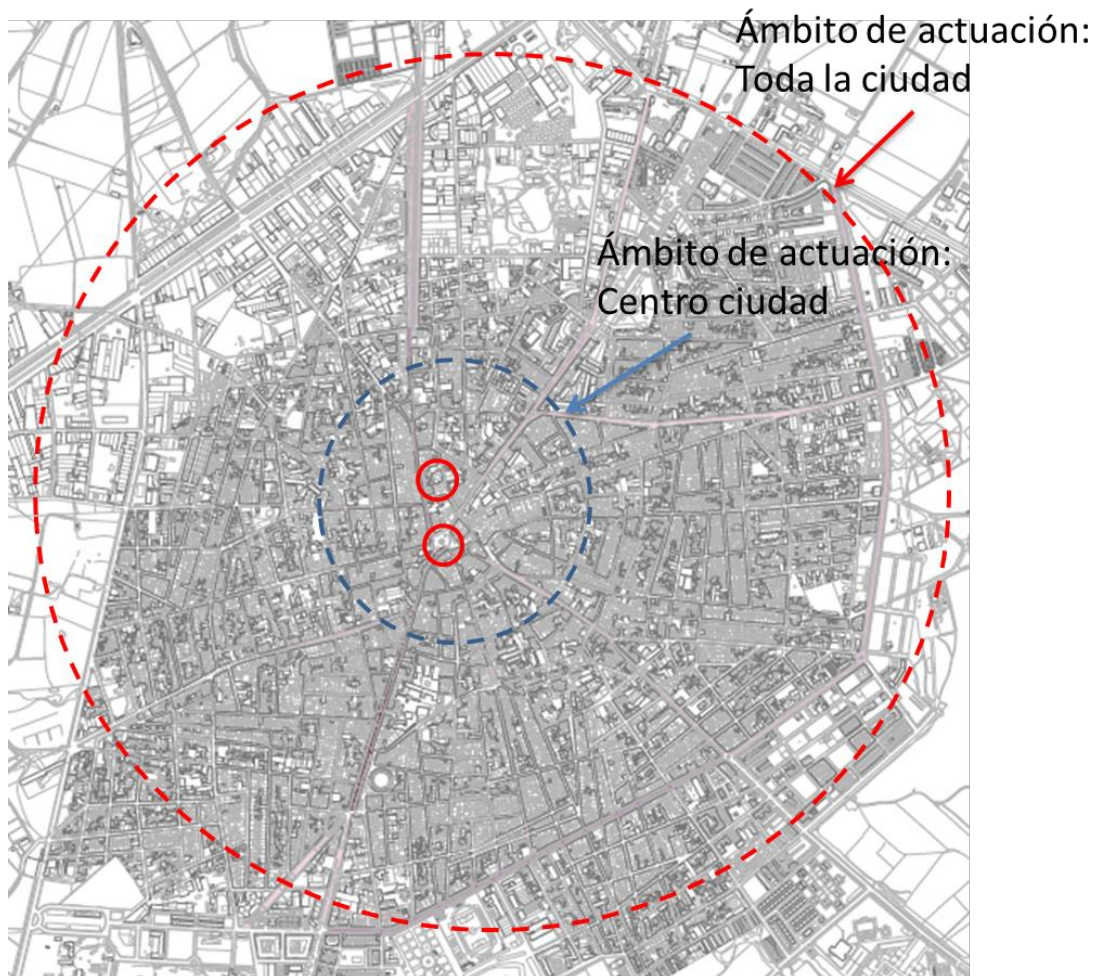 Ámbito de actuación:
Toda la ciudad
Ámbito de actuación:
Centro ciudad